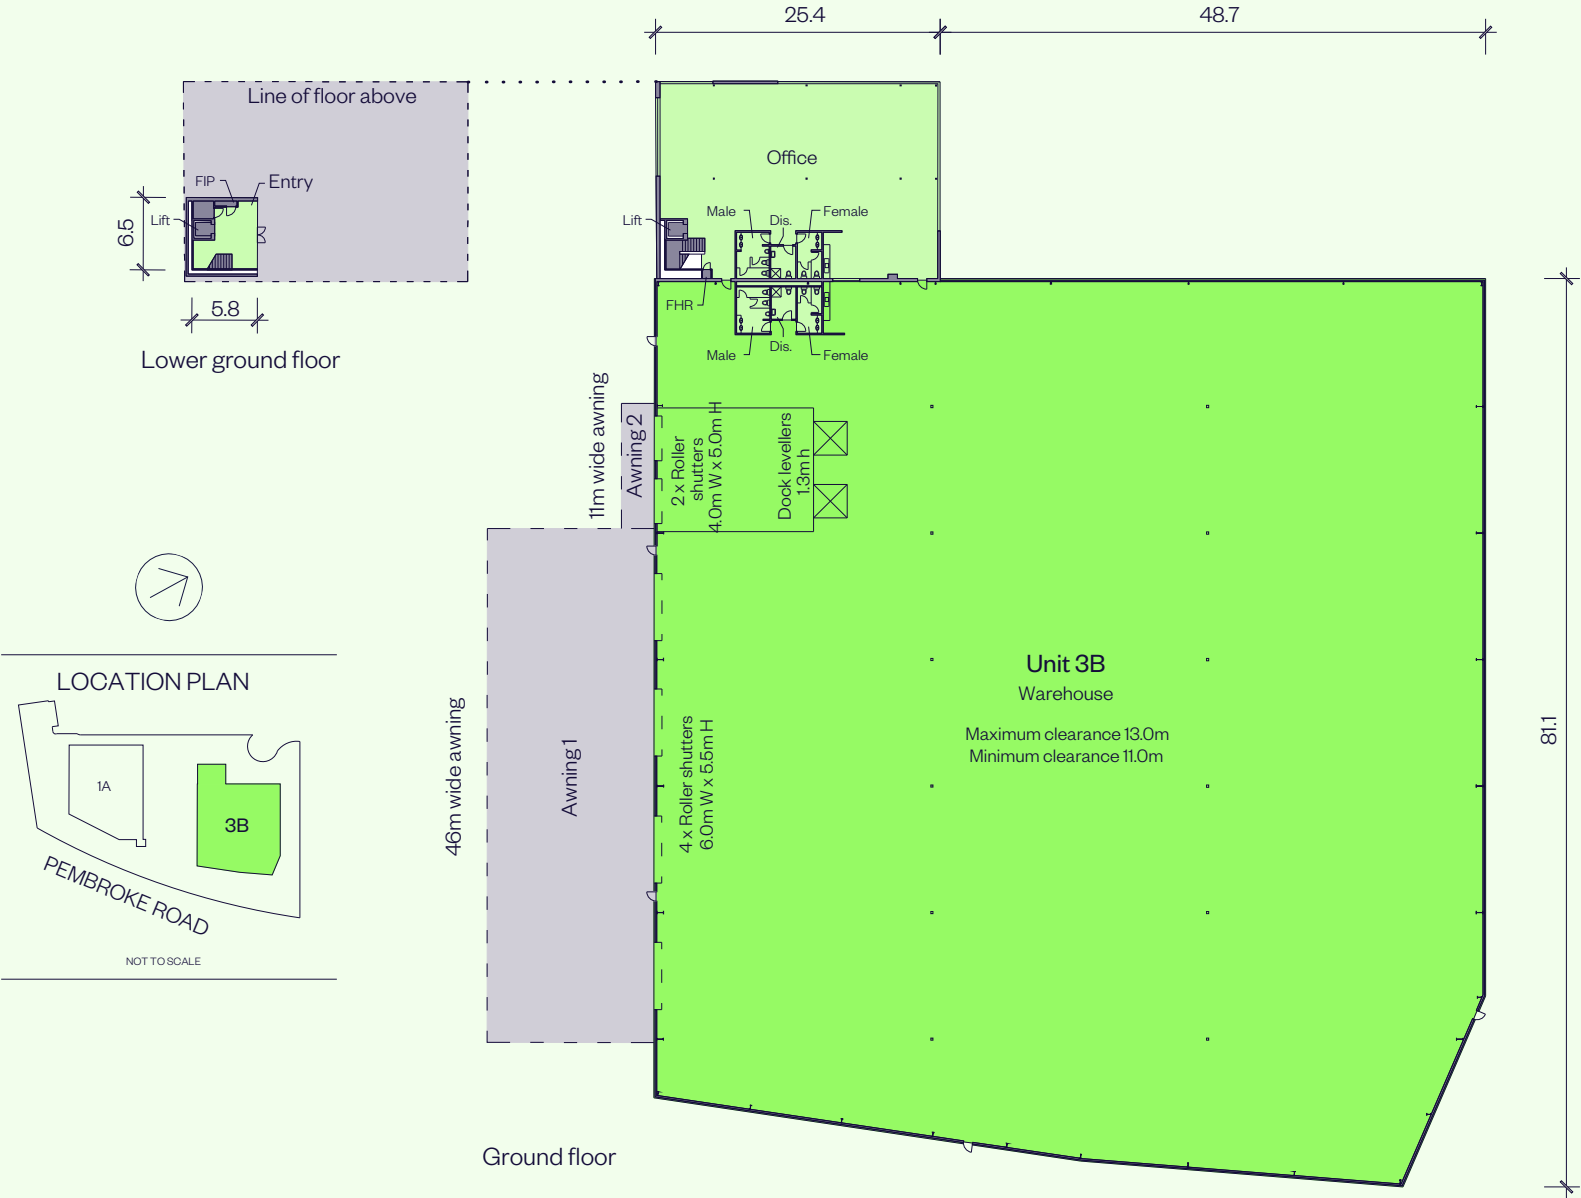 25.4
48.7
Line of floor above
FIP
Entry
Lift
6.5
5.8
Lower ground floor
Office
Lift
Male
Dis.
Female
FHR
Male
Dis.
Female
11m wide awning
Awning 2
2 x Roller
shutters
4.0m W x 5.0m H
Dock levellers
1.3m h
46m wide awning
Awning 1
4 x Roller shutters
6.0m W x 5.5m H
Unit 3B
Warehouse
Maximum clearance 13.0m
Minimum clearance 11.0m
81.1
LOCATION PLAN
1A
3B
PEMBROKE ROAD
NOT TO SCALE
Ground floor